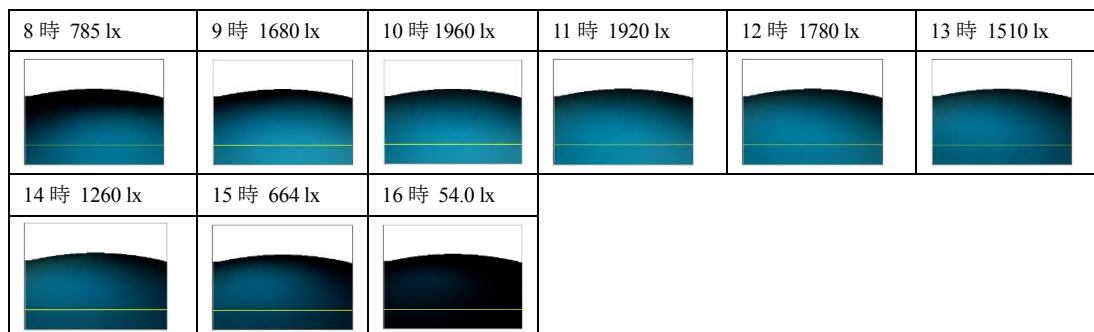 8 時 785 lx
9 時 1680 lx
10 時 1960 lx
11 時 1920 lx
12 時 1780 lx
13 時 1510 lx
14 時 1260 lx
15 時 664 lx
16 時 54.0 lx